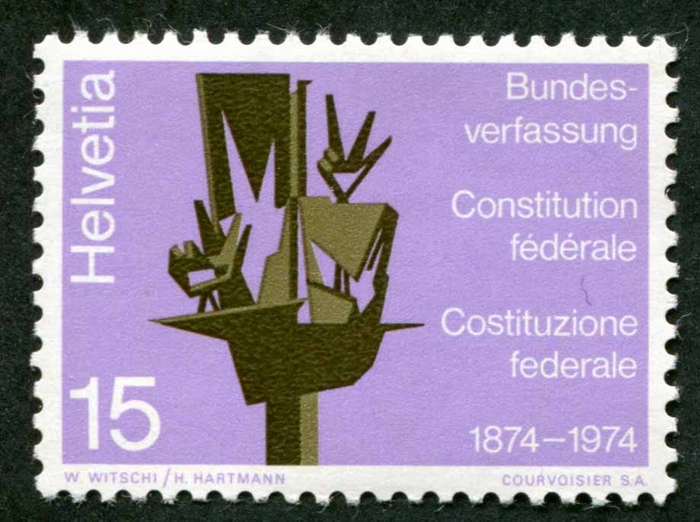 Helvetia
Bundes-
verfassung
Constitution
fédérale
Costituzione
federale
15
1874–1974
W. WITSCHI / H. HARTMANN
COURVOISIER S.A.